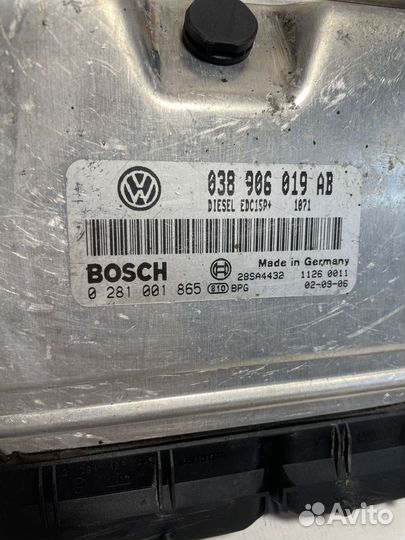 038 906 019 AB
DIESEL EDC15P+ 1071
BOSCH
Made in Germany
28SA4432 1126 0011
0 281 001 865 810 BPG 02-09-06
Avito